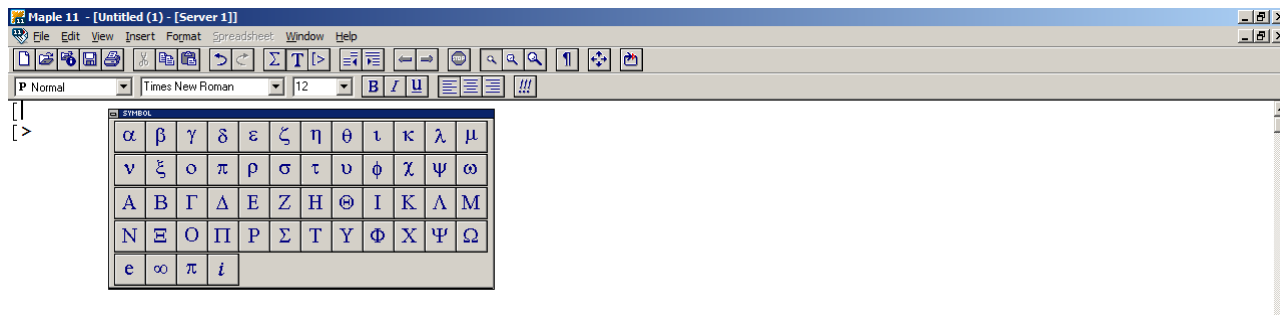 Maple 11 - [Untitled (1) - [Server 1]]
File Edit View Insert Format Spreadsheet Window Help
Σ T [>
P Normal Times New Roman 12 B I U !!!
[
[ > SYMBOL
α β γ δ ε ζ η θ ι κ λ μ
ν ξ ο π ρ σ τ υ φ χ ψ ω
Α Β Γ Δ Ε Ζ Η Θ Ι Κ Λ Μ
Ν Ξ Ο Π Ρ Σ Τ Υ Φ Χ Ψ Ω
e ∞ π i